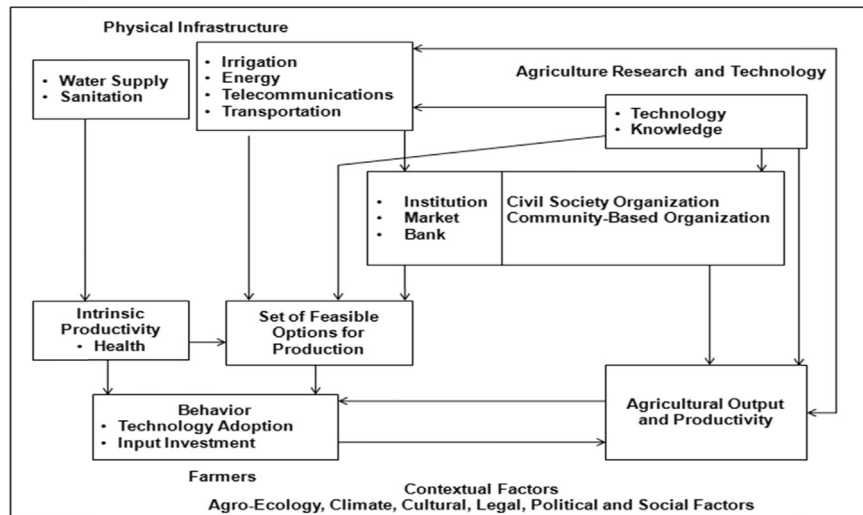 Physical Infrastructure
• Water Supply
• Sanitation
• Irrigation
• Energy
• Telecommunications
• Transportation
Agriculture Research and Technology
• Technology
• Knowledge
• Institution
• Market
• Bank
Civil Society Organization
Community-Based Organization
Intrinsic
Productivity
• Health
Set of Feasible
Options for
Production
Behavior
• Technology Adoption
• Input Investment
Agricultural Output
and Productivity
Farmers
Contextual Factors
Agro-Ecology, Climate, Cultural, Legal, Political and Social Factors